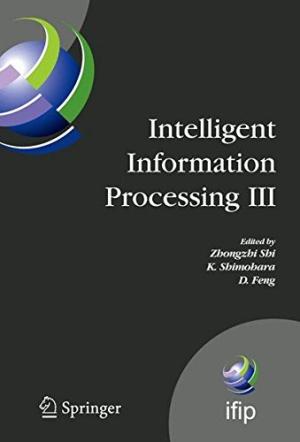 Intelligent
Information
Processing III
Edited by
Zhongzhi Shi
K. Shimohara
D. Feng
Springer
ifip